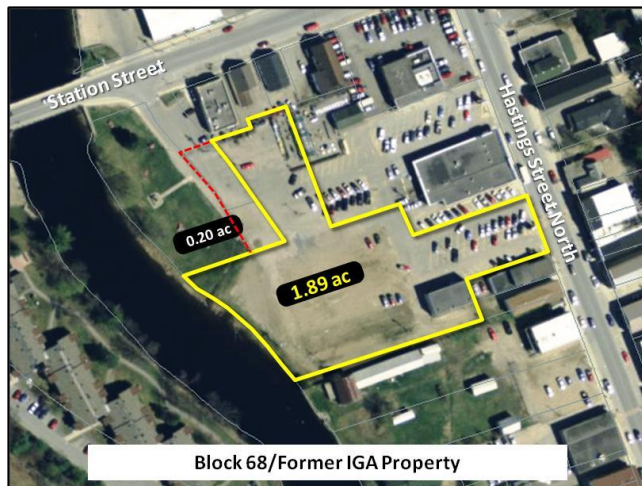 Station Street
Hastings Street North
0.20 ac
1.89 ac
Block 68/Former IGA Property